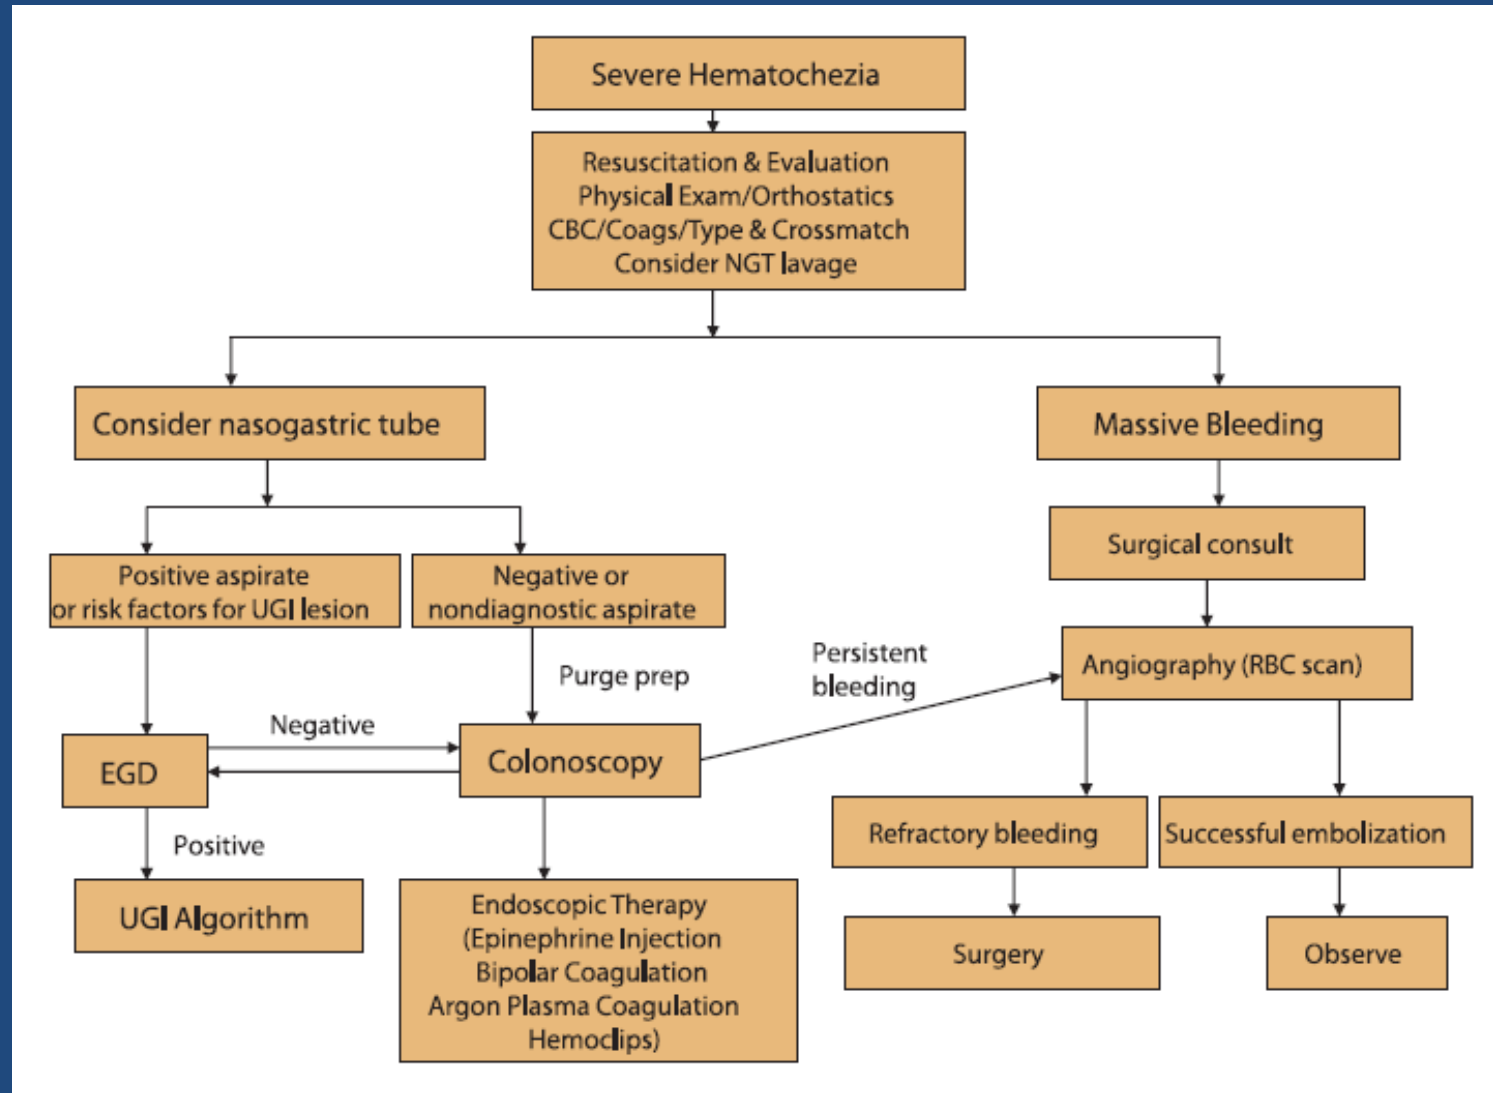 Severe Hematochezia
Resuscitation & Evaluation
Physical Exam/Orthostatics
CBC/Coags/Type & Crossmatch
Consider NGT lavage
Consider nasogastric tube
Massive Bleeding
Surgical consult
Positive aspirate
or risk factors for UGI lesion
Negative or
nondiagnostic aspirate
Purge prep
Persistent
bleeding
Angiography (RBC scan)
Negative
EGD
Colonoscopy
Positive
Refractory bleeding
Successful embolization
UGI Algorithm
Endoscopic Therapy
(Epinephrine Injection
Bipolar Coagulation
Argon Plasma Coagulation
Hemoclips)
Surgery
Observe